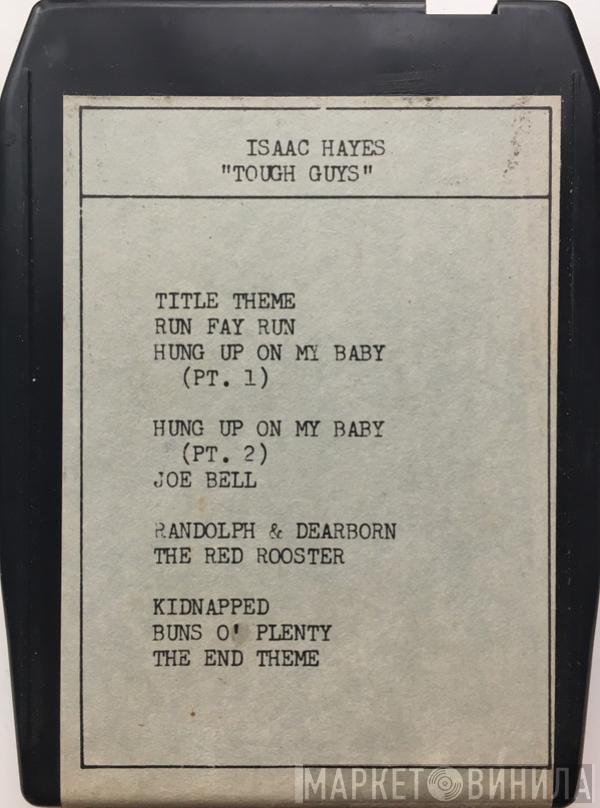 ISAAC HAYES
"TOUGH GUYS"
TITLE THEME
RUN FAY RUN
HUNG UP ON MY BABY
(PT. 1)
HUNG UP ON MY BABY
(PT. 2)
JOE BELL
RANDOLPH & DEARBORN
THE RED ROOSTER
KIDNAPPED
BUNS O' PLENTY
THE END THEME
МАРКЕТ ВИНИЛА